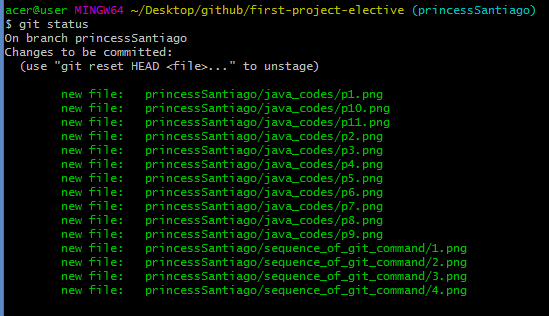 acer@user MINGW64 ~/Desktop/github/first-project-elective (princessSantiago)
$ git status
On branch princessSantiago
Changes to be committed:
  (use "git reset HEAD <file>..." to unstage)

        new file:   princessSantiago/java_codes/p1.png
        new file:   princessSantiago/java_codes/p10.png
        new file:   princessSantiago/java_codes/p11.png
        new file:   princessSantiago/java_codes/p2.png
        new file:   princessSantiago/java_codes/p3.png
        new file:   princessSantiago/java_codes/p4.png
        new file:   princessSantiago/java_codes/p5.png
        new file:   princessSantiago/java_codes/p6.png
        new file:   princessSantiago/java_codes/p7.png
        new file:   princessSantiago/java_codes/p8.png
        new file:   princessSantiago/java_codes/p9.png
        new file:   princessSantiago/sequence_of_git_command/1.png
        new file:   princessSantiago/sequence_of_git_command/2.png
        new file:   princessSantiago/sequence_of_git_command/3.png
        new file:   princessSantiago/sequence_of_git_command/4.png